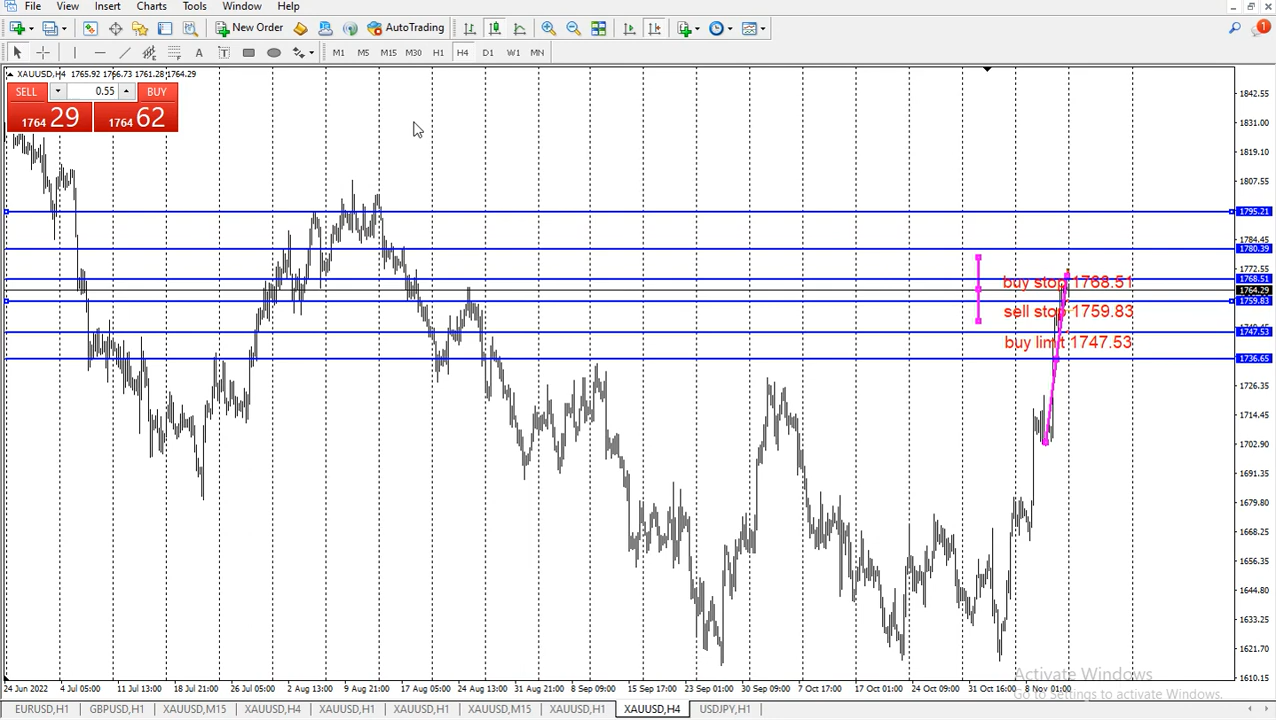 File View Insert Charts Tools Window Help
New Order AutoTrading
A T M1 M5 M15 M30 H1 H4 D1 W1 MN
XAUUSD,H4 1765.92 1766.73 1761.28 1764.29
SELL 0.55 BUY
1764 29 1764 62
1842.55
1831.00
1819.10
1807.55
1795.21
1784.45
1780.39
1772.55
1768.51
1764.29
1759.83
1747.53
1736.65
1726.35
1714.45
1702.90
1691.35
1679.80
1668.25
1656.35
1644.80
1633.25
1621.70
1610.15
buy stop 1768.51
sell stop 1759.83
buy limit 1747.53
Activate Windows
Go to Settings to activate Windows.
24 Jun 2022 4 Jul 05:00 11 Jul 13:00 18 Jul 21:00 26 Jul 05:00 2 Aug 13:00 9 Aug 21:00 17 Aug 05:00 24 Aug 13:00 31 Aug 21:00 8 Sep 09:00 15 Sep 17:00 23 Sep 01:00 30 Sep 09:00 7 Oct 17:00 17 Oct 01:00 24 Oct 09:00 31 Oct 16:00 8 Nov 01:00
EURUSD,H1 GBPUSD,H1 XAUUSD,M15 XAUUSD,H4 XAUUSD,H1 XAUUSD,H1 XAUUSD,M15 XAUUSD,H1 XAUUSD,H4 USDJPY,H1